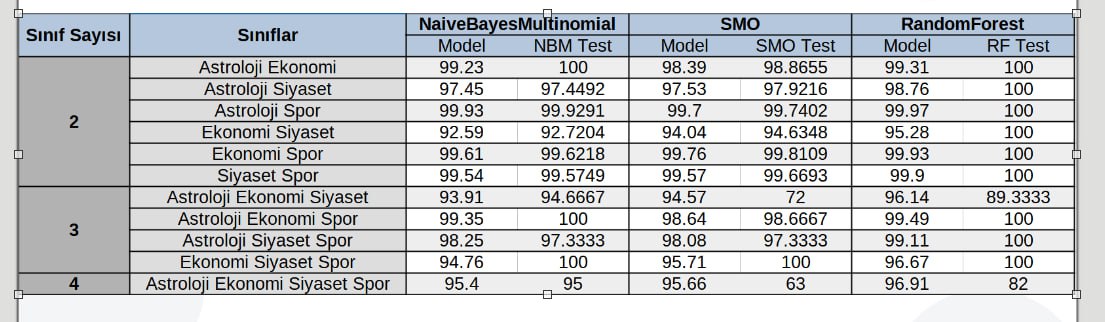 Sınıf Sayısı Sınıflar NaiveBayesMultinomial SMO RandomForest
Model NBM Test Model SMO Test Model RF Test
2 Astroloji Ekonomi 99.23 100 98.39 98.8655 99.31 100
Astroloji Siyaset 97.45 97.4492 97.53 97.9216 98.76 100
Astroloji Spor 99.93 99.9291 99.7 99.7402 99.97 100
Ekonomi Siyaset 92.59 92.7204 94.04 94.6348 95.28 100
Ekonomi Spor 99.61 99.6218 99.76 99.8109 99.93 100
Siyaset Spor 99.54 99.5749 99.57 99.6693 99.9 100
3 Astroloji Ekonomi Siyaset 93.91 94.6667 94.57 72 96.14 89.3333
Astroloji Ekonomi Spor 99.35 100 98.64 98.6667 99.49 100
Astroloji Siyaset Spor 98.25 97.3333 98.08 97.3333 99.11 100
Ekonomi Siyaset Spor 94.76 100 95.71 100 96.67 100
4 Astroloji Ekonomi Siyaset Spor 95.4 95 95.66 63 96.91 82